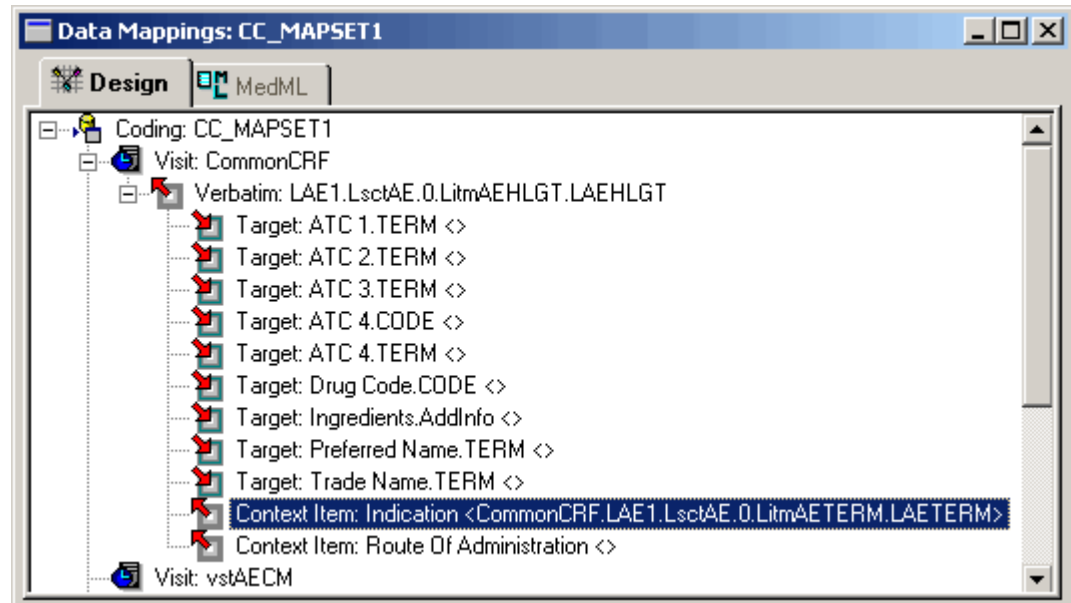 Data Mappings: CC_MAPSET1
Design MedML
Coding: CC_MAPSET1
Visit: CommonCRF
Verbatim: LAE1.LsctAE.0.LitmAEHLGT.LAEHLGT
Target: ATC 1.TERM <>
Target: ATC 2.TERM <>
Target: ATC 3.TERM <>
Target: ATC 4.CODE <>
Target: ATC 4.TERM <>
Target: Drug Code.CODE <>
Target: Ingredients.AddInfo <>
Target: Preferred Name.TERM <>
Target: Trade Name.TERM <>
Context Item: Indication <CommonCRF.LAE1.LsctAE.0.LitmAETERM.LAETERM>
Context Item: Route Of Administration <>
Visit: vstAECM